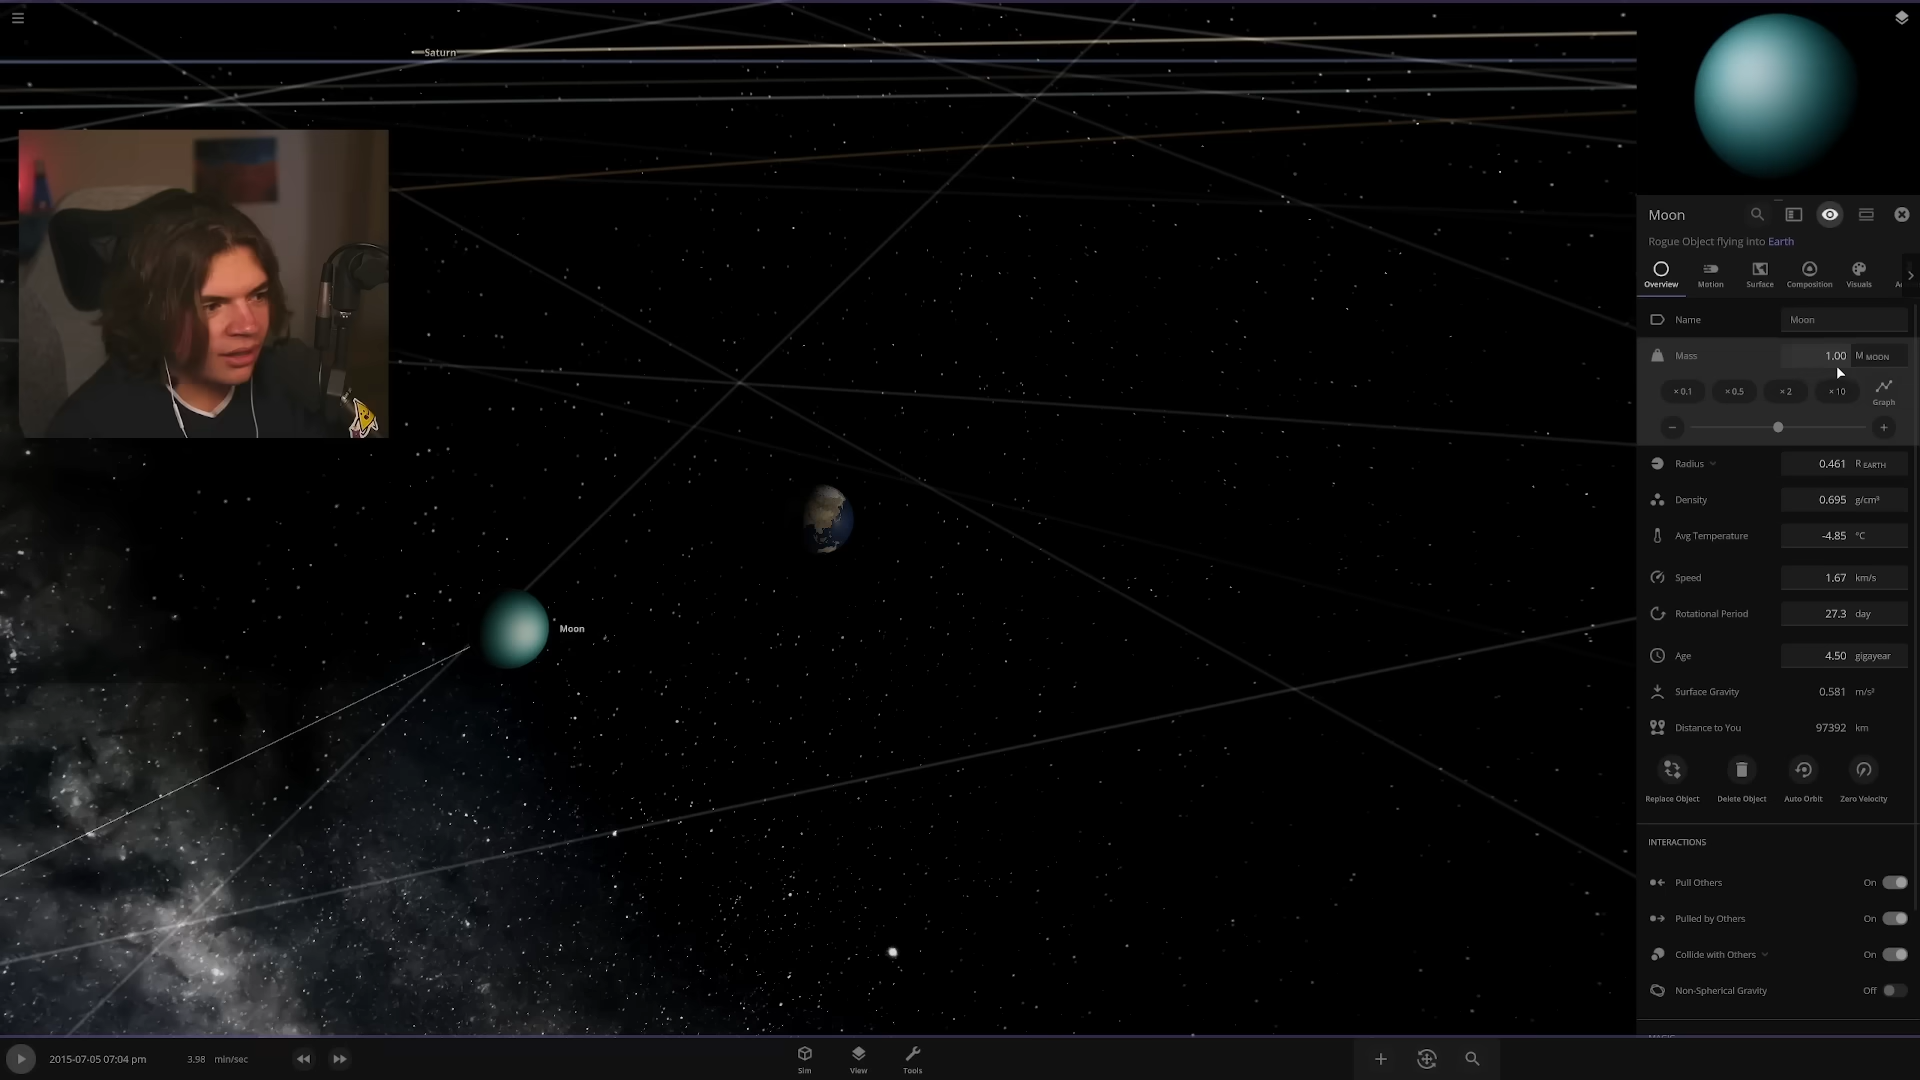 Saturn
Moon
Moon
Rogue Object flying into Earth
Overview Motion Surface Composition Visuals
Name Moon
Mass 1.00 M MOON
× 0.1 × 0.5 × 2 × 10 Graph
Radius 0.461 R EARTH
Density 0.695 g/cm³
Avg Temperature -4.85 °C
Speed 1.67 km/s
Rotational Period 27.3 day
Age 4.50 gigayear
Surface Gravity 0.581 m/s²
Distance to You 97392 km
Replace Object Delete Object Auto Orbit Zero Velocity
INTERACTIONS
Pull Others On
Pulled by Others On
Collide with Others On
Non-Spherical Gravity Off
2015-07-05 07:04 pm 3.98 min/sec
Sim View Tools